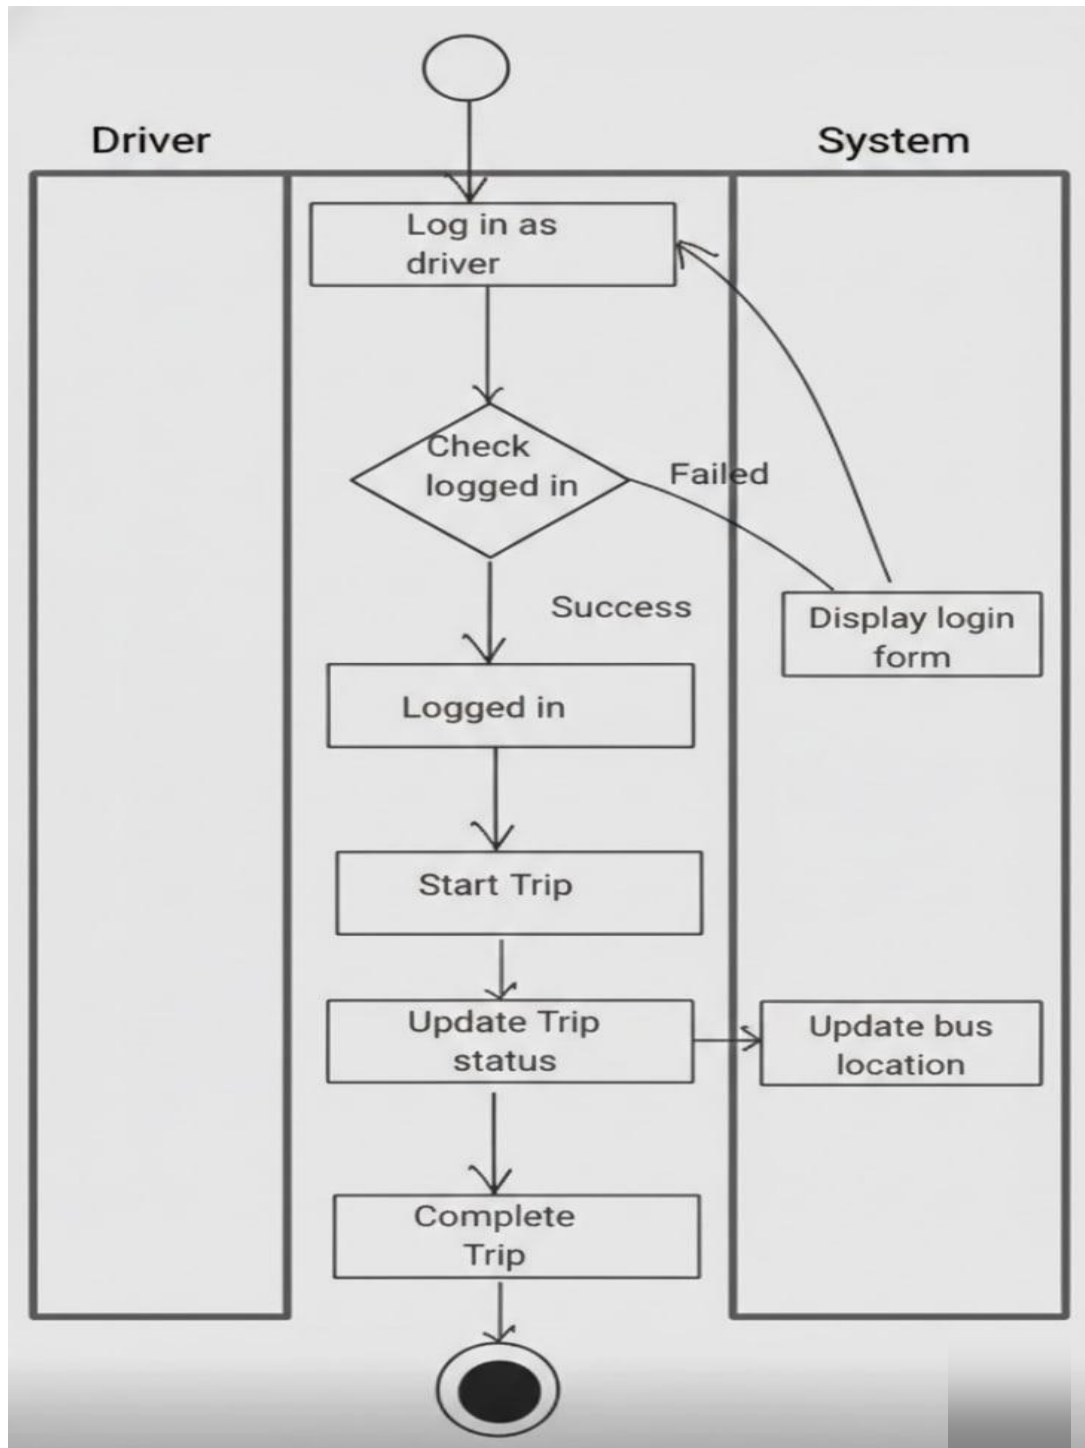 Driver
System
Log in as
driver
Check
logged in
Failed
Success
Display login
form
Logged in
Start Trip
Update Trip
status
Update bus
location
Complete
Trip